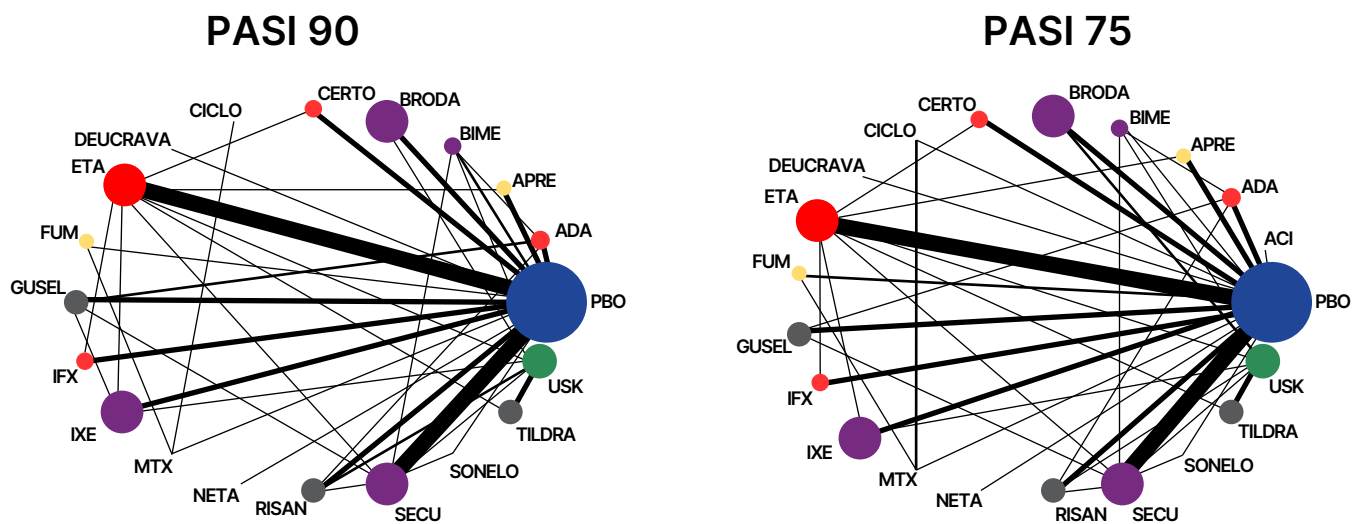 PASI 90
CERTO
BRODA
CICLO
BIME
DEUCRAVA
ETA
APRE
FUM
ADA
GUSEL
PBO
IFX
USK
IXE
TILDRA
MTX
SONELO
NETA
RISAN
SECU
PASI 75
BRODA
CERTO
BIME
CICLO
APRE
DEUCRAVA
ADA
ETA
ACI
FUM
PBO
GUSEL
USK
IFX
TILDRA
IXE
SONELO
MTX
NETA
RISAN
SECU